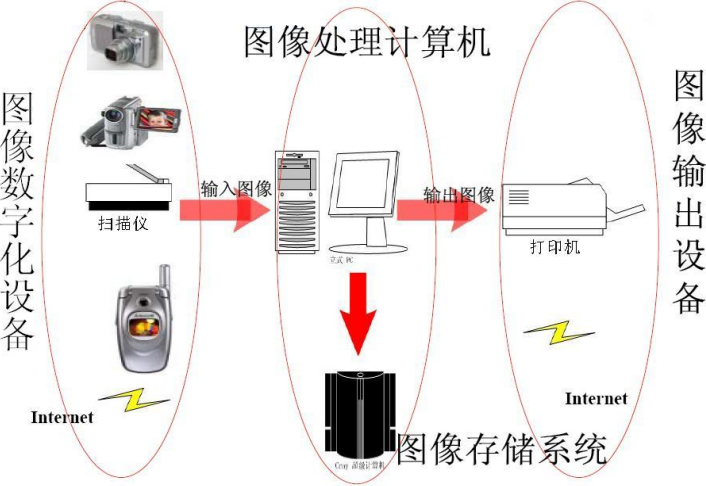 图像处理计算机
图像数字化设备
图像输出设备
输入图像
输出图像
扫描仪
打印机
立式 PC
Internet
Internet
Cray 超级计算机
图像存储系统